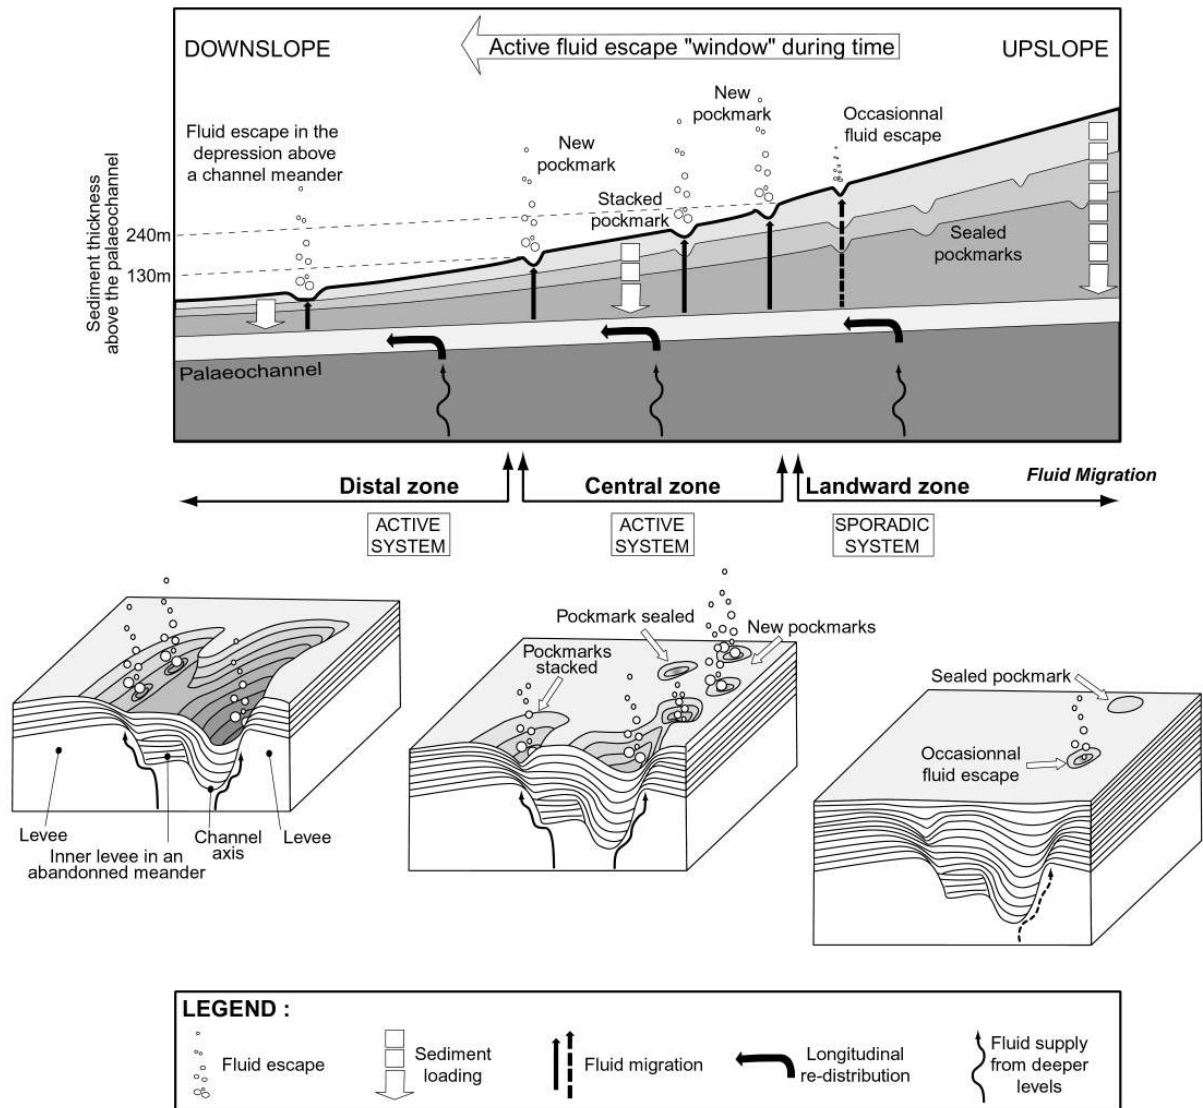 DOWNSLOPE
Active fluid escape "window" during time
UPSLOPE
New
pockmark
Occasionnal
fluid escape
Fluid escape in the
depression above
a channel meander
New
pockmark
Stacked
pockmark
Sealed
pockmarks
Sediment thickness
above the palaeochannel
240m
130m
Palaeochannel
Distal zone
Central zone
Landward zone
Fluid Migration
ACTIVE
SYSTEM
ACTIVE
SYSTEM
SPORADIC
SYSTEM
Levee
Inner levee in an
abandonned meander
Channel
axis
Levee
Pockmark sealed
New pockmarks
Pockmarks
stacked
Sealed pockmark
Occasionnal
fluid escape
LEGEND :
Fluid escape
Sediment
loading
Fluid migration
Longitudinal
re-distribution
Fluid supply
from deeper
levels